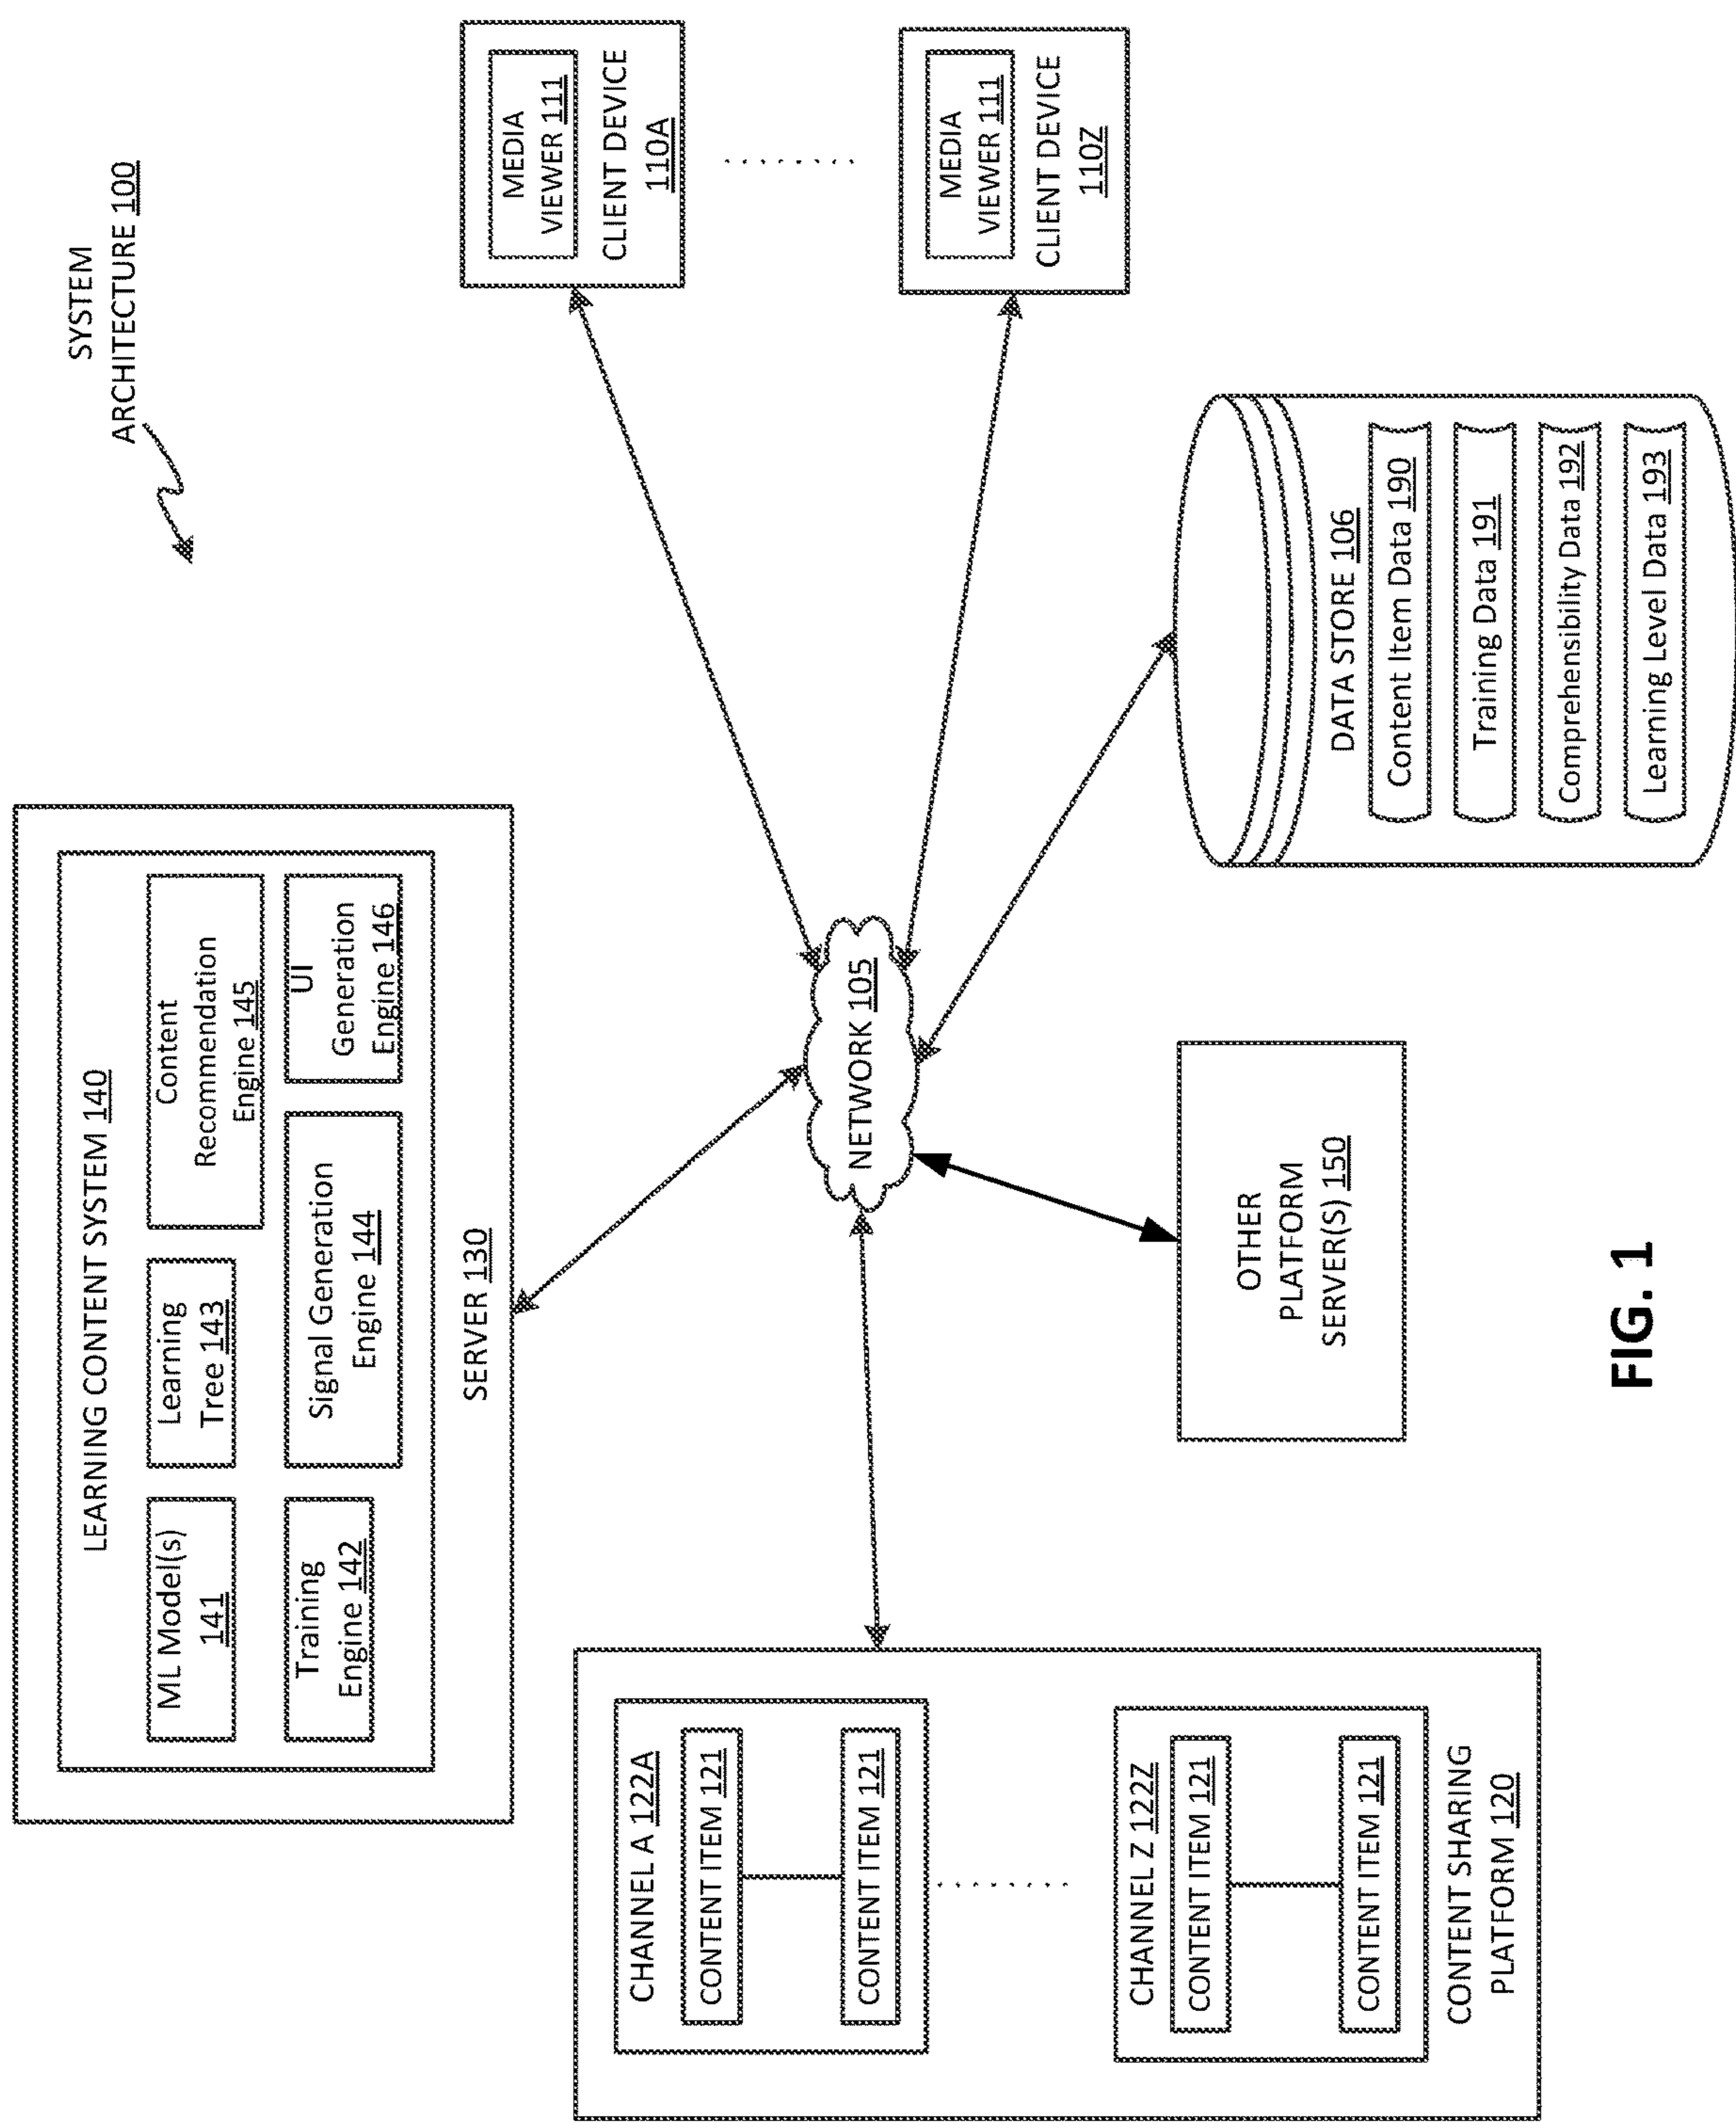 SYSTEM
ARCHITECTURE 100
LEARNING CONTENT SYSTEM 140
ML Model(s)
141
Learning
Tree 143
Content
Recommendation
Engine 145
Training
Engine 142
Signal Generation
Engine 144
UI
Generation
Engine 146
SERVER 130
MEDIA
VIEWER 111
CLIENT DEVICE
110A
MEDIA
VIEWER 111
CLIENT DEVICE
110Z
CHANNEL A 122A
CONTENT ITEM 121
CONTENT ITEM 121
CHANNEL Z 122Z
CONTENT ITEM 121
CONTENT ITEM 121
CONTENT SHARING
PLATFORM 120
NETWORK 105
OTHER
PLATFORM
SERVER(S) 150
DATA STORE 106
Content Item Data 190
Training Data 191
Comprehensibility Data 192
Learning Level Data 193
FIG. 1